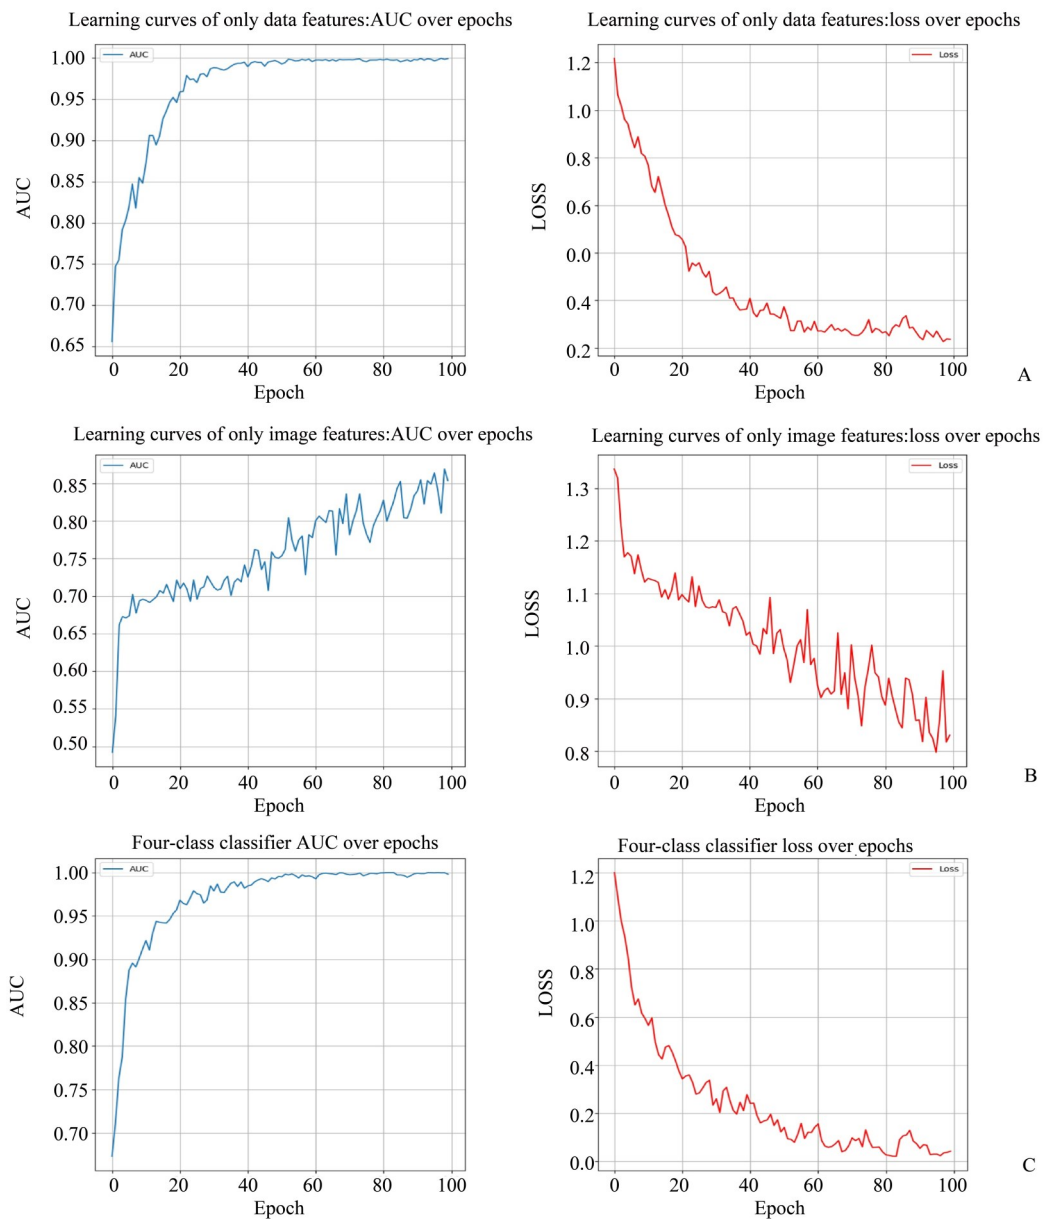 Learning curves of only data features:AUC over epochs
AUC
1.00
0.95
0.90
0.85
0.80
0.75
0.70
0.65
AUC
0 20 40 60 80 100
Epoch
Learning curves of only data features:loss over epochs
Loss
1.2
1.0
0.8
0.6
0.0
0.4
0.2
LOSS
0 20 40 60 80 100
Epoch
A
Learning curves of only image features:AUC over epochs
AUC
0.85
0.80
0.75
0.70
0.65
0.60
0.55
0.50
AUC
0 20 40 60 80 100
Epoch
Learning curves of only image features:loss over epochs
Loss
1.3
1.2
1.1
1.0
0.9
0.8
LOSS
0 20 40 60 80 100
Epoch
B
Four-class classifier AUC over epochs
AUC
1.00
0.95
0.90
0.85
0.80
0.75
0.70
AUC
0 20 40 60 80 100
Epoch
Four-class classifier loss over epochs
Loss
1.2
1.0
0.8
0.6
0.4
0.2
0.0
LOSS
0 20 40 60 80 100
Epoch
C